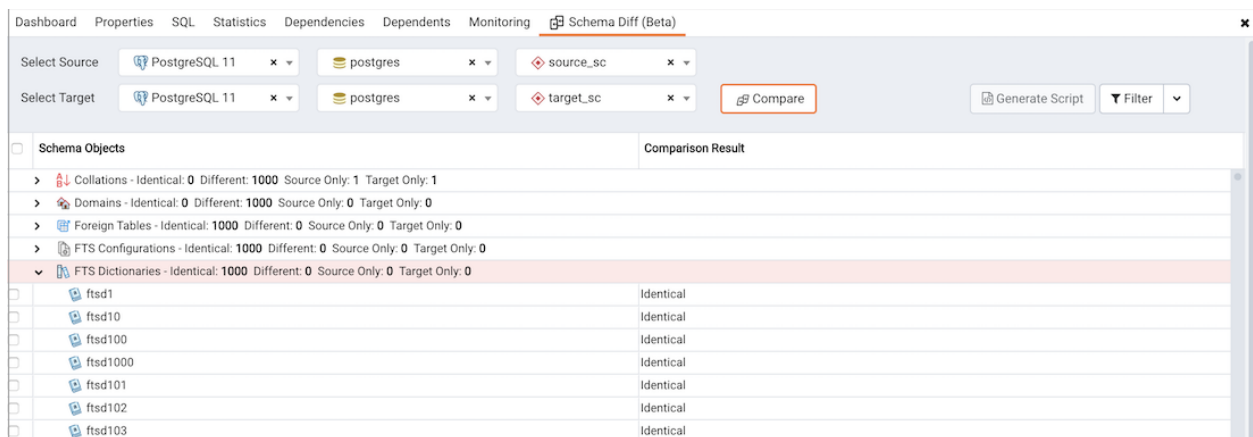 Dashboard Properties SQL Statistics Dependencies Dependents Monitoring Schema Diff (Beta)
Select Source PostgreSQL 11 postgres source_sc
Select Target PostgreSQL 11 postgres target_sc Compare Generate Script Filter
Schema Objects Comparison Result
Collations - Identical: 0 Different: 1000 Source Only: 1 Target Only: 1
Domains - Identical: 0 Different: 1000 Source Only: 0 Target Only: 0
Foreign Tables - Identical: 1000 Different: 0 Source Only: 0 Target Only: 0
FTS Configurations - Identical: 1000 Different: 0 Source Only: 0 Target Only: 0
FTS Dictionaries - Identical: 1000 Different: 0 Source Only: 0 Target Only: 0
ftsd1 Identical
ftsd10 Identical
ftsd100 Identical
ftsd1000 Identical
ftsd101 Identical
ftsd102 Identical
ftsd103 Identical